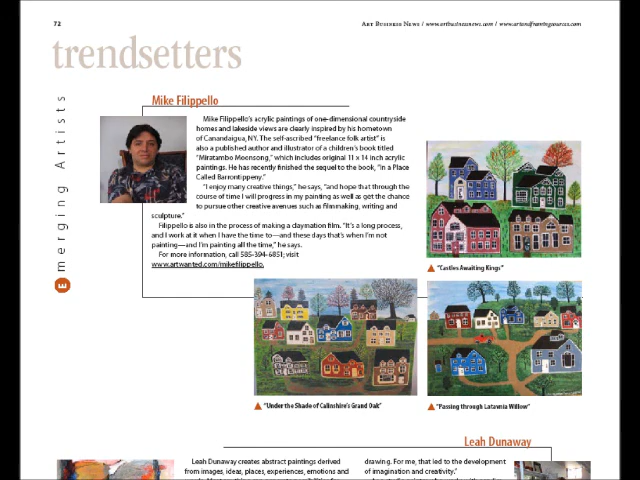 72
ART BUSINESS NEWS / www.artbusinessnews.com / www.artandframingsources.com
trendsetters
Emerging Artists
Mike Filippello
Mike Filippello's acrylic paintings of one-dimensional countryside
homes and lakeside views are clearly inspired by his hometown
of Canandaigua, NY. The self-ascribed "freelance folk artist" is
also a published author and illustrator of a children's book titled
"Miratambo Moonsong," which includes original 11 x 14 inch acrylic
paintings. He has recently finished the sequel to the book, "In a Place
Called Barrontippeny."
"I enjoy many creative things," he says, "and hope that through the
course of time I will progress in my painting as well as get the chance
to pursue other creative avenues such as filmmaking, writing and
sculpture."
Filippello is also in the process of making a claymation film. "It's a long process,
and I work at it when I have the time to—and these days that's when I'm not
painting—and I'm painting all the time," he says.
For more information, call 585-394-6851; visit
www.artwanted.com/mikefilippello.
"Castles Awaiting Kings"
"Under the Shade of Calinshire's Grand Oak"
"Passing through Latawnia Willow"
Leah Dunaway
Leah Dunaway creates abstract paintings derived
from images, ideas, places, experiences, emotions and
drawing. For me, that led to the development
of imagination and creativity."